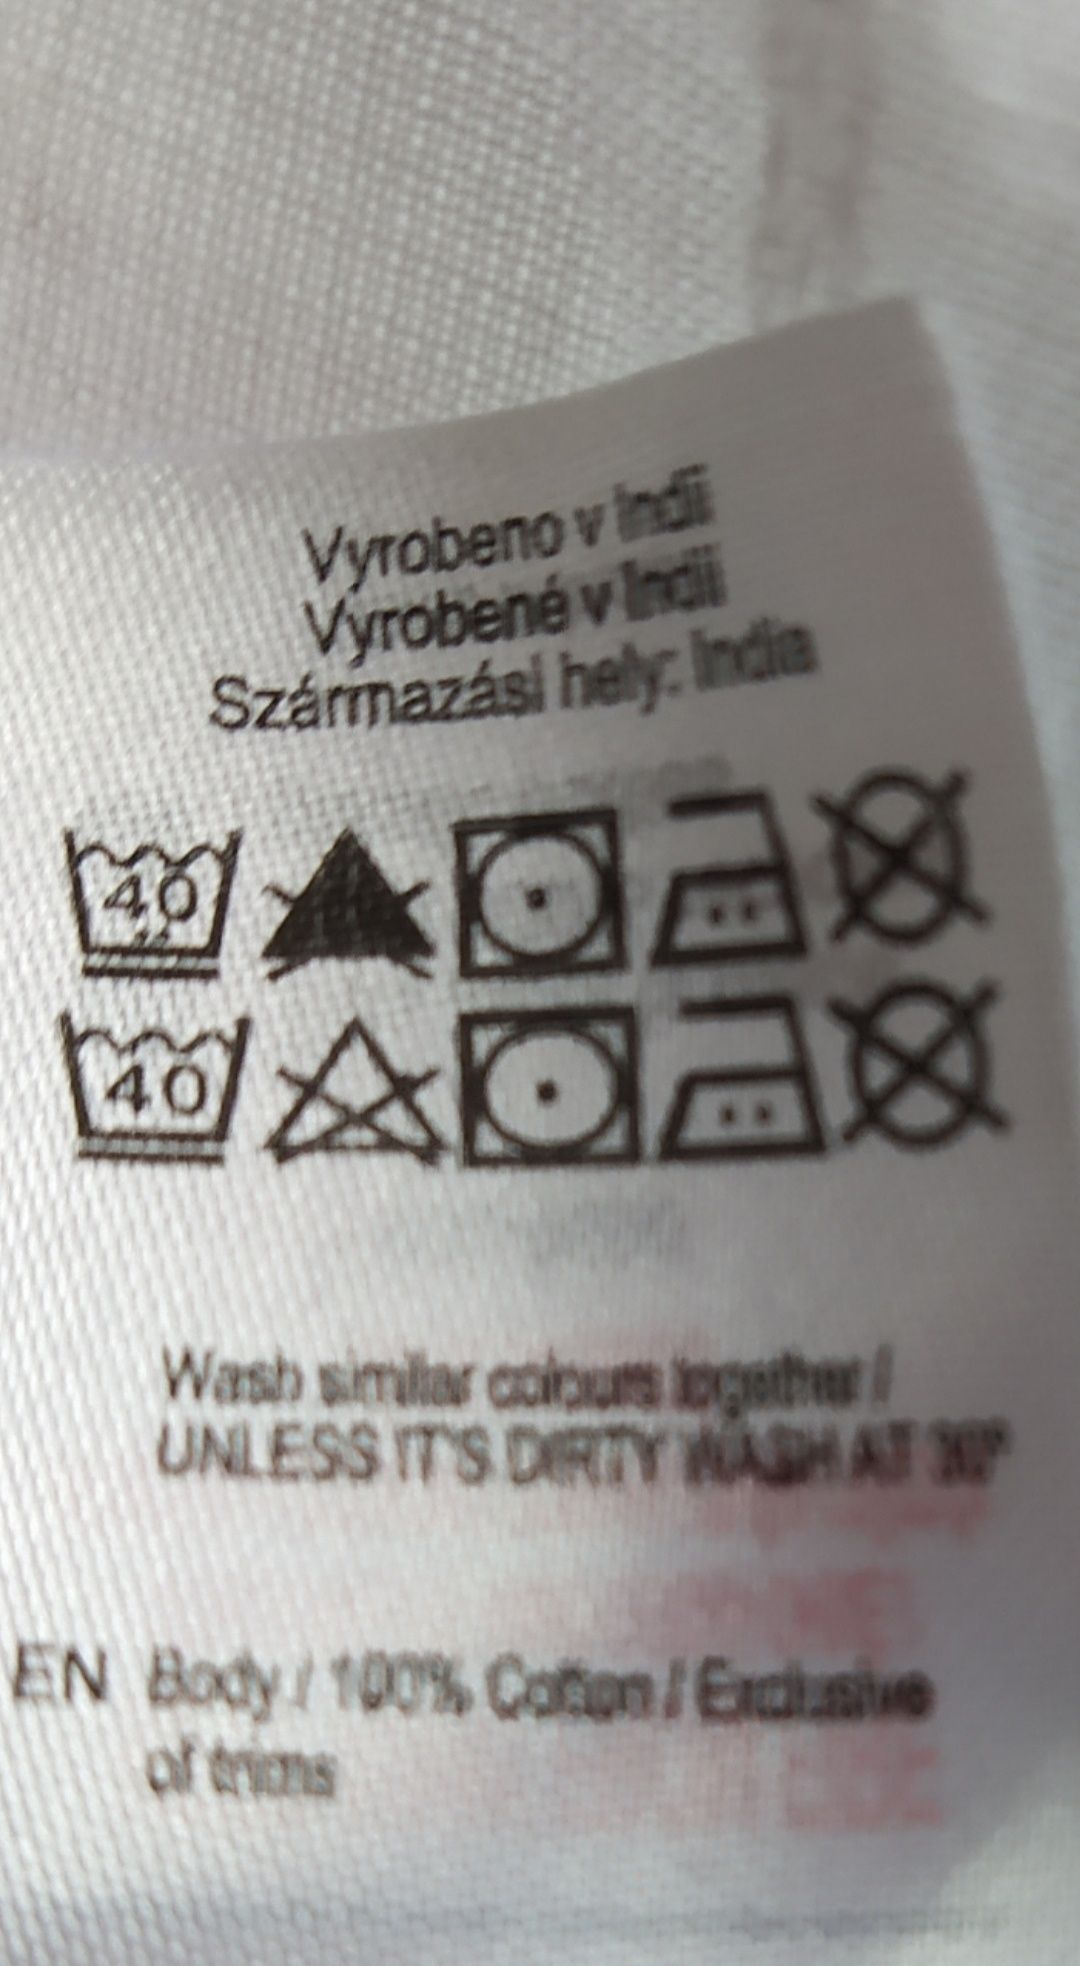 Vyrobeno v Indii
Vyrobené v Indii
Származási hely: India
40
40
Wash similar colours together /
UNLESS IT'S DIRTY WASH AT 30°
EN Body / 100% Cotton / Exclusive
of trims